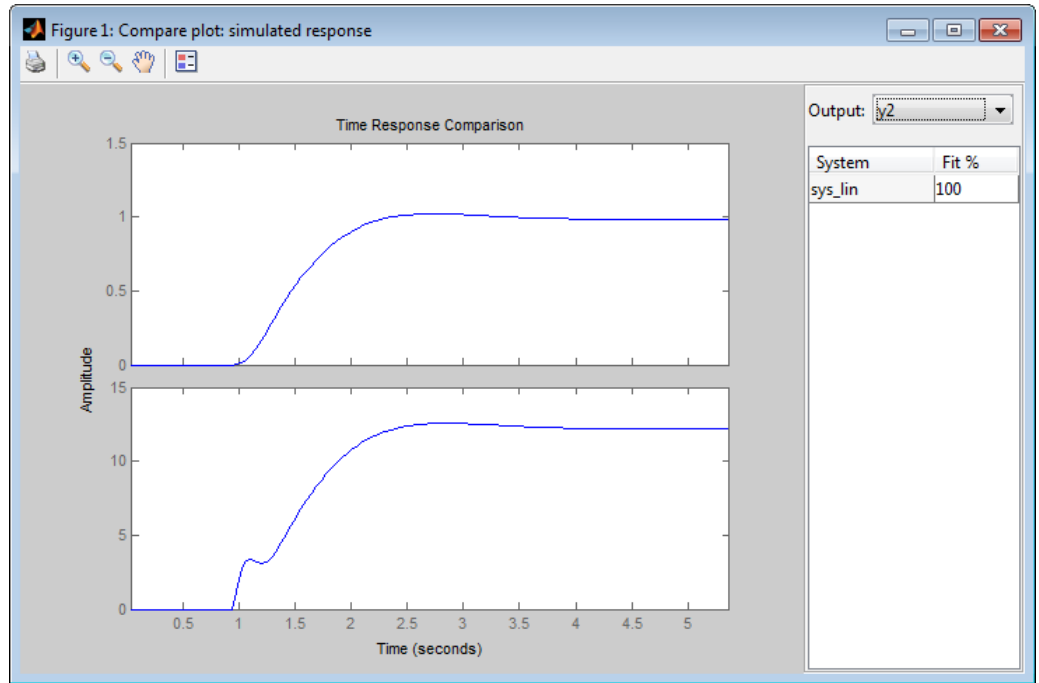 Figure 1: Compare plot: simulated response
Time Response Comparison
Amplitude
1.5
1
0.5
0
15
10
5
0
0.5 1 1.5 2 2.5 3 3.5 4 4.5 5
Time (seconds)
Output: y2
System Fit %
sys_lin 100